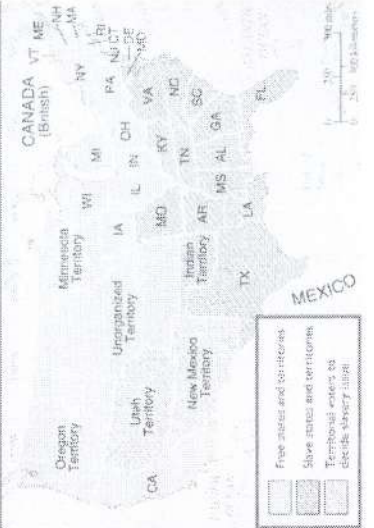 CANADA
(British)
VT
ME
NH
MA
RI
CT
NJ
DE
MD
NY
PA
MI
WI
OH
IN
IL
IA
VA
NC
SC
KY
TN
GA
FL
AL
MS
LA
AR
MO
TX
CA
Oregon
Territory
Minnesota
Territory
Unorganized
Territory
Utah
Territory
New Mexico
Territory
Indian
Territory
MEXICO
Free states and territories
Slave states and territories
Territorial voters to
decide slavery issue